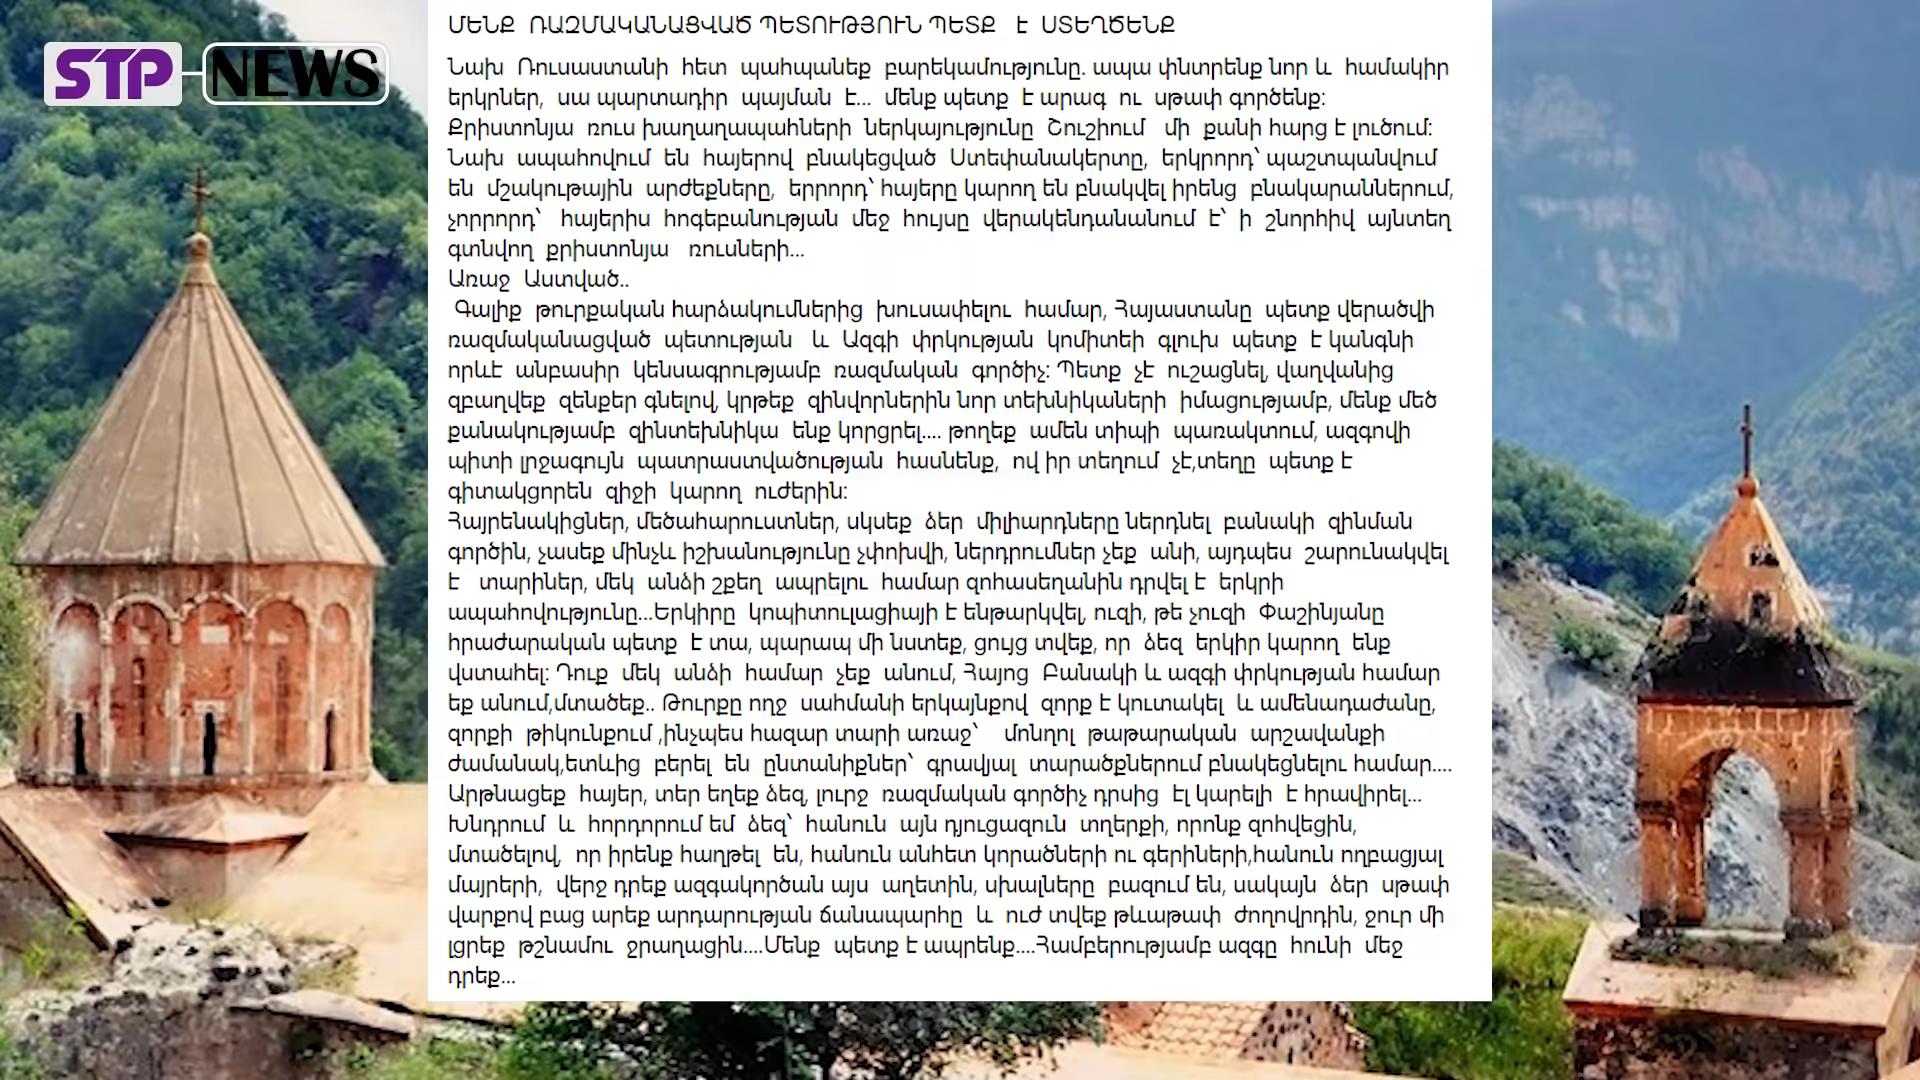 STP NEWS
ՄԵՆՔ ՌԱԶՄԱԿԱՆԱՑՎԱԾ ՊԵՏՈՒԹՅՈՒՆ ՊԵՏՔ է ՍՏԵՂԾԵՆՔ
Նախ Ռուսաստանի հետ պահպանեք բարեկամությունը. ապա փնտրենք նոր և համակիր
երկրներ, սա պարտադիր պայման է... մենք պետք է արագ ու սթափ գործենք:
Քրիստոնյա ռուս խաղաղապահների ներկայությունը Շուշիում մի քանի հարց է լուծում:
Նախ ապահովում են հայերով բնակեցված Ստեփանակերտը, երկրորդ՝ պաշտպանվում
են մշակութային արժեքները, երրորդ՝ հայերը կարող են բնակվել իրենց բնակարաններում,
չորրորդ՝ հայերիս հոգեբանության մեջ հույսը վերակենդանանում է՝ ի շնորհիվ այնտեղ
գտնվող քրիստոնյա ռուսների...
Առաջ Աստված..
Գալիք թուրքական հարձակումներից խուսափելու համար, Հայաստանը պետք վերածվի
ռազմականացված պետության և Ազգի փրկության կոմիտեի գլուխ պետք է կանգնի
որևէ անբասիր կենսագրությամբ ռազմական գործիչ: Պետք չէ ուշացնել, վաղվանից
զբաղվեք զենքեր գնելով, կրթեք զինվորներին նոր տեխնիկաների իմացությամբ, մենք մեծ
քանակությամբ զինտեխնիկա ենք կորցրել.... թողեք ամեն տիպի պառակտում, ազգովի
պիտի լրջագույն պատրաստվածության հասնենք, ով իր տեղում չէ,տեղը պետք է
գիտակցորեն զիջի կարող ուժերին:
Հայրենակիցներ, մեծահարուստներ, սկսեք ձեր միլիարդները ներդնել բանակի զինման
գործին, չասեք մինչև իշխանությունը չփոխվի, ներդրումներ չեք անի, այդպես շարունակվել
է տարիներ, մեկ անձի շքեղ ապրելու համար զոհասեղանին դրվել է երկրի
ապահովությունը...Երկիրը կոպիտուլացիայի է ենթարկվել, ուզի, թե չուզի Փաշինյանը
հրաժարական պետք է տա, պարապ մի նստեք, ցույց տվեք, որ ձեզ երկիր կարող ենք
վստահել: Դուք մեկ անձի համար չեք անում, Հայոց Բանակի և ազգի փրկության համար
եք անում,մտածեք.. Թուրքը ողջ սահմանի երկայնքով զորք է կուտակել և ամենադաժանը,
զորքի թիկունքում ,ինչպես հազար տարի առաջ՝ մոնղոլ թաթարական արշավանքի
ժամանակ,ետևից բերել են ընտանիքներ՝ գրավյալ տարածքներում բնակեցնելու համար....
Արթնացեք հայեր, տեր եղեք ձեզ, լուրջ ռազմական գործիչ դրսից էլ կարելի է հրավիրել...
Խնդրում և հորդորում եմ ձեզ՝ հանուն այն դյուցազուն տղերքի, որոնք զոհվեցին,
մտածելով, որ իրենք հաղթել են, հանուն անհետ կորածների ու գերիների,հանուն ողբացյալ
մայրերի, վերջ դրեք ազգակործան այս աղետին, սխալները բազում են, սակայն ձեր սթափ
վարքով բաց արեք արդարության ճանապարհը և ուժ տվեք թևաթափ ժողովրդին, ջուր մի
լցրեք թշնամու ջրաղացին....Մենք պետք է ապրենք....Համբերությամբ ազգը հունի մեջ
դրեք...